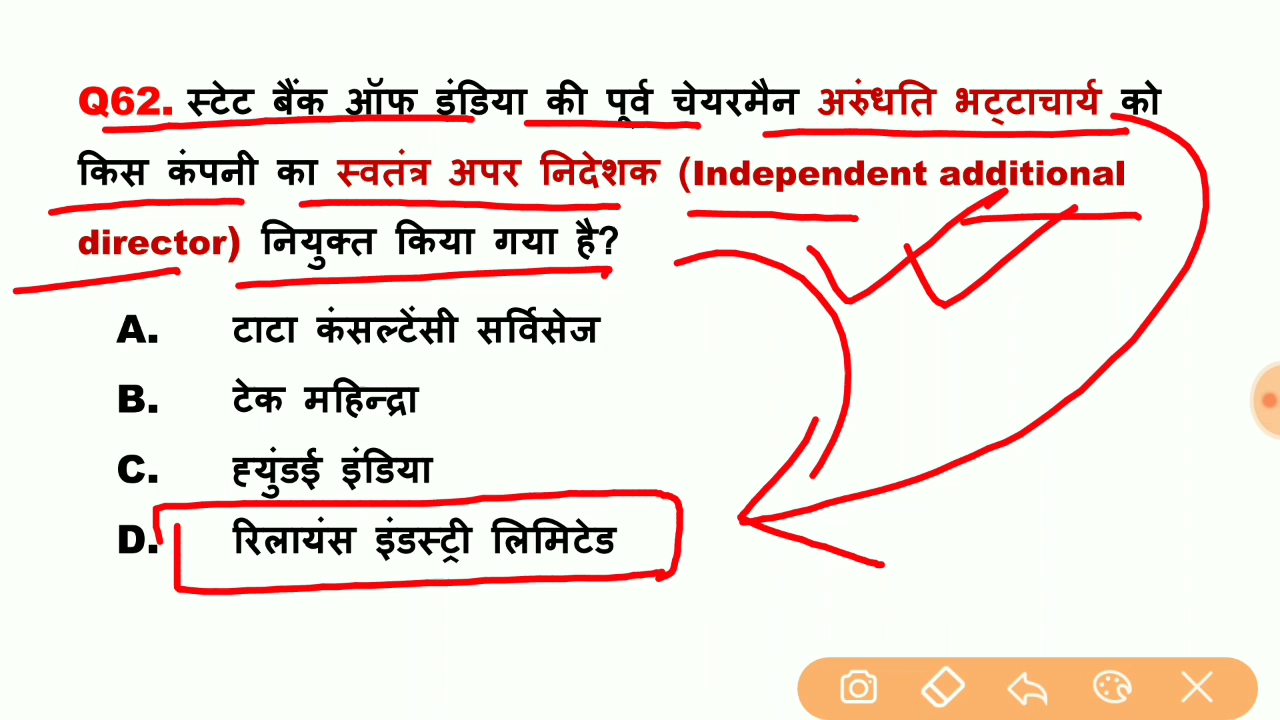 Q62. स्टेट बैंक ऑफ डंडिया की पूर्व चेयरमैन अरुंधति भट्टाचार्य को
किस कंपनी का स्वतंत्र अपर निदेशक (Independent additional
director) नियुक्त किया गया है?
A. टाटा कंसल्टेंसी सर्विसेज
B. टेक महिन्द्रा
C. ह्युंडई इंडिया
D. रिलायंस इंडस्ट्री लिमिटेड